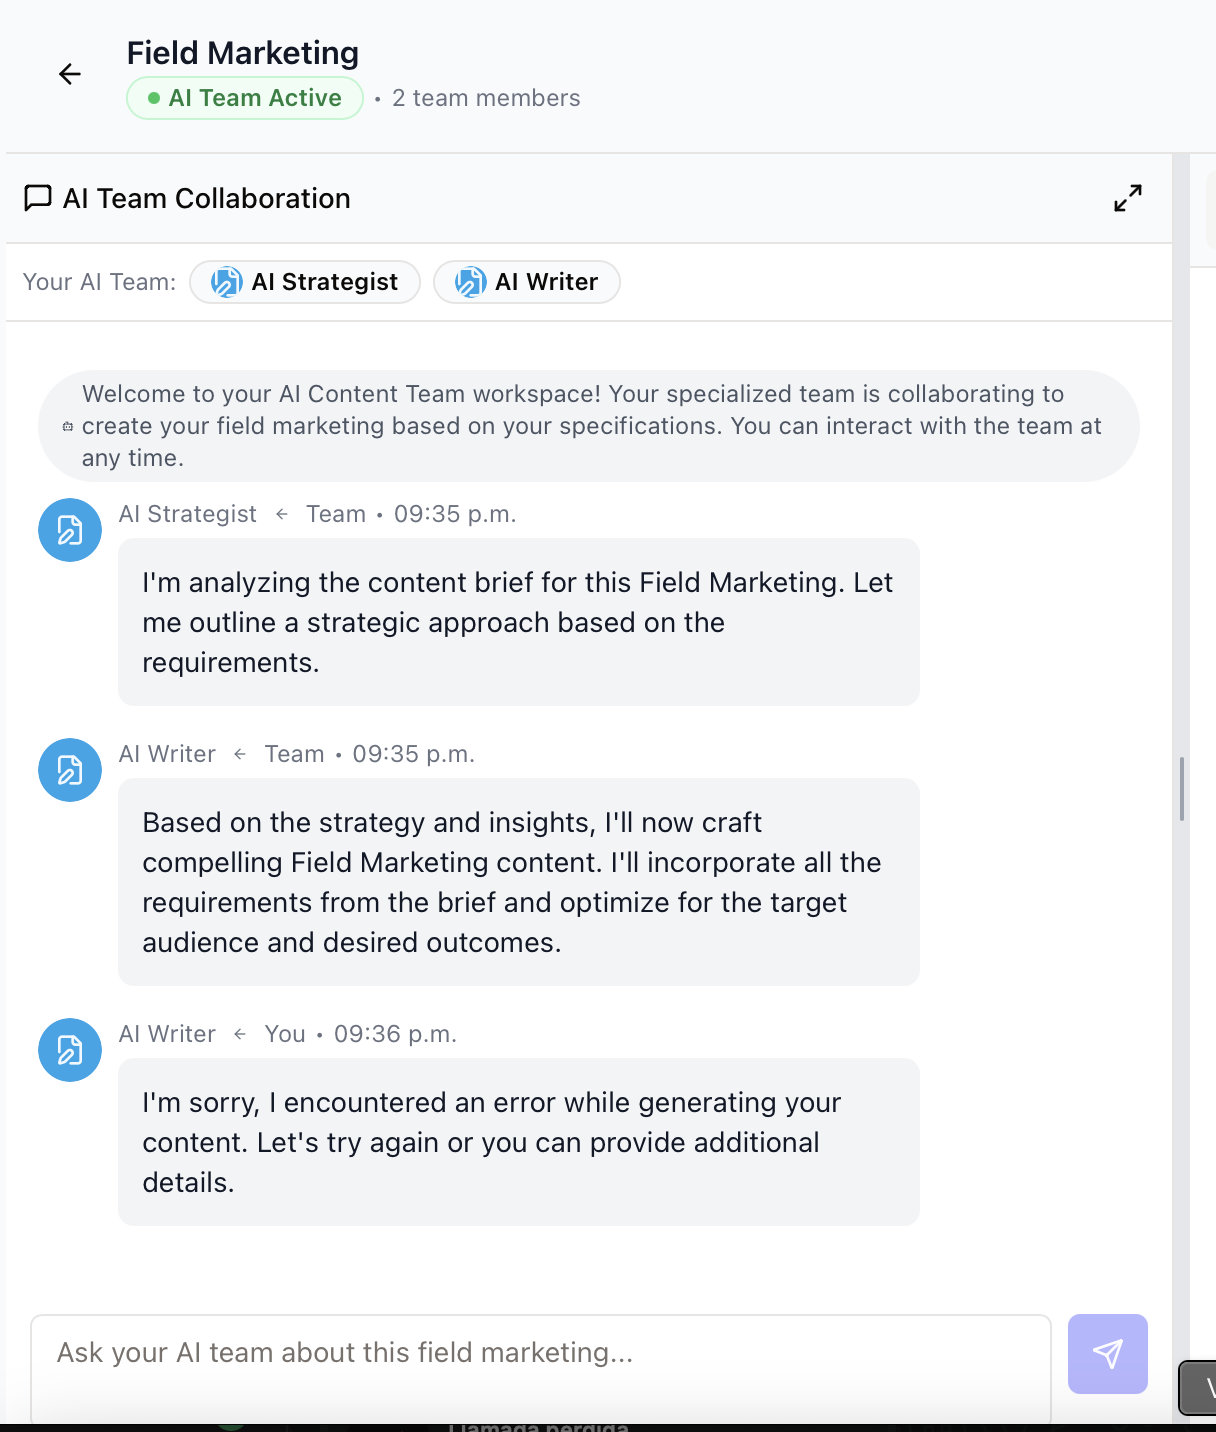 Field Marketing
AI Team Active • 2 team members
AI Team Collaboration
Your AI Team: AI Strategist AI Writer
Welcome to your AI Content Team workspace! Your specialized team is collaborating to
create your field marketing based on your specifications. You can interact with the team at
any time.
AI Strategist ← Team • 09:35 p.m.
I'm analyzing the content brief for this Field Marketing. Let
me outline a strategic approach based on the
requirements.
AI Writer ← Team • 09:35 p.m.
Based on the strategy and insights, I'll now craft
compelling Field Marketing content. I'll incorporate all the
requirements from the brief and optimize for the target
audience and desired outcomes.
AI Writer ← You • 09:36 p.m.
I'm sorry, I encountered an error while generating your
content. Let's try again or you can provide additional
details.
Ask your AI team about this field marketing...
Llamada perdida